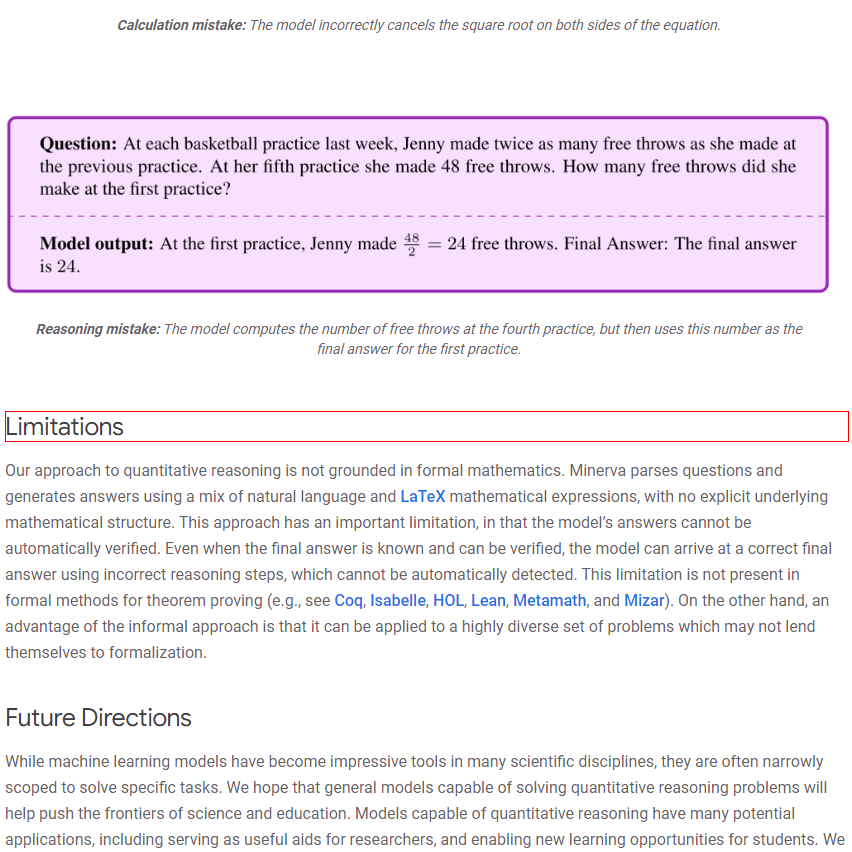 Calculation mistake: The model incorrectly cancels the square root on both sides of the equation.
Question: At each basketball practice last week, Jenny made twice as many free throws as she made at
the previous practice. At her fifth practice she made 48 free throws. How many free throws did she
make at the first practice?
Model output: At the first practice, Jenny made 48/2 = 24 free throws. Final Answer: The final answer
is 24.
Reasoning mistake: The model computes the number of free throws at the fourth practice, but then uses this number as the
final answer for the first practice.
Limitations
Our approach to quantitative reasoning is not grounded in formal mathematics. Minerva parses questions and
generates answers using a mix of natural language and LaTeX mathematical expressions, with no explicit underlying
mathematical structure. This approach has an important limitation, in that the model’s answers cannot be
automatically verified. Even when the final answer is known and can be verified, the model can arrive at a correct final
answer using incorrect reasoning steps, which cannot be automatically detected. This limitation is not present in
formal methods for theorem proving (e.g., see Coq, Isabelle, HOL, Lean, Metamath, and Mizar). On the other hand, an
advantage of the informal approach is that it can be applied to a highly diverse set of problems which may not lend
themselves to formalization.
Future Directions
While machine learning models have become impressive tools in many scientific disciplines, they are often narrowly
scoped to solve specific tasks. We hope that general models capable of solving quantitative reasoning problems will
help push the frontiers of science and education. Models capable of quantitative reasoning have many potential
applications, including serving as useful aids for researchers, and enabling new learning opportunities for students. We